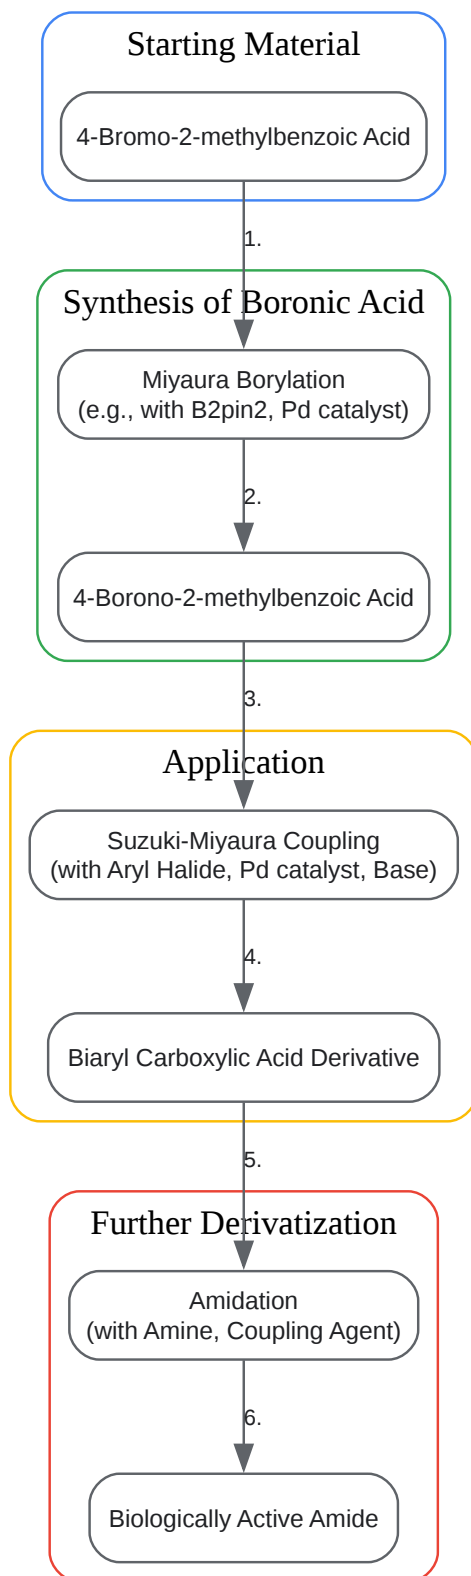 Starting Material
4-Bromo-2-methylbenzoic Acid
1.
Synthesis of Boronic Acid
Miyaura Borylation
(e.g., with B2pin2, Pd catalyst)
2.
4-Borono-2-methylbenzoic Acid
3.
Application
Suzuki-Miyaura Coupling
(with Aryl Halide, Pd catalyst, Base)
4.
Biaryl Carboxylic Acid Derivative
5.
Further Derivatization
Amidation
(with Amine, Coupling Agent)
6.
Biologically Active Amide